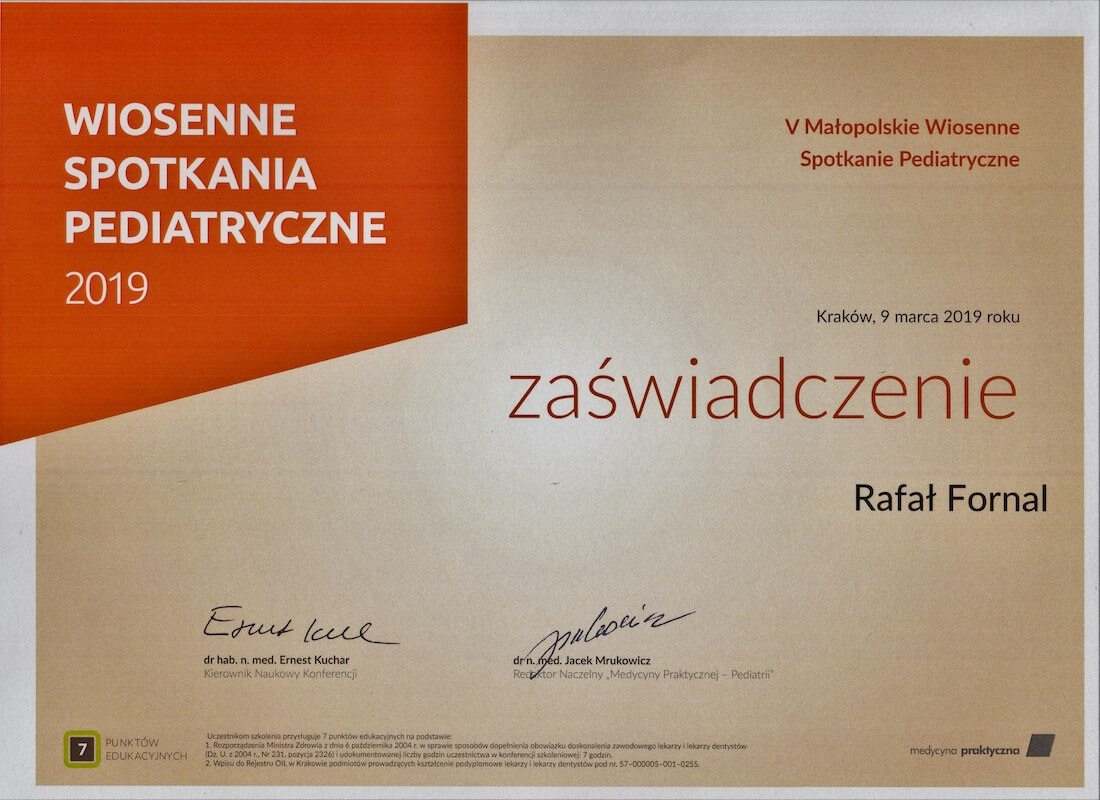 WIOSENNE
SPOTKANIA
PEDIATRYCZNE
2019
V Małopolskie Wiosenne
Spotkanie Pediatryczne
Kraków, 9 marca 2019 roku
zaświadczenie
Rafał Fornal
dr hab. n. med. Ernest Kuchar
Kierownik Naukowy Konferencji
dr n. med. Jacek Mrukowicz
Redaktor Naczelny „Medycyny Praktycznej – Pediatrii”
7
PUNKTÓW
EDUKACYJNYCH
Uczestnikom szkolenia przysługuje 7 punktów edukacyjnych na podstawie:
1. Rozporządzenia Ministra Zdrowia z dnia 6 października 2004 r. w sprawie sposobów dopełnienia obowiązku doskonalenia zawodowego lekarzy i lekarzy dentystów
(Dz. U. z 2004 r., Nr 231, pozycja 2326) i udokumentowanej liczby godzin uczestnictwa w konferencji szkoleniowej: 7 godzin.
2. Wpisu do Rejestru OIL w Krakowie podmiotów prowadzących kształcenie podyplomowe lekarzy i lekarzy dentystów pod nr. 57-000005-001-0255.
medycyna praktyczna